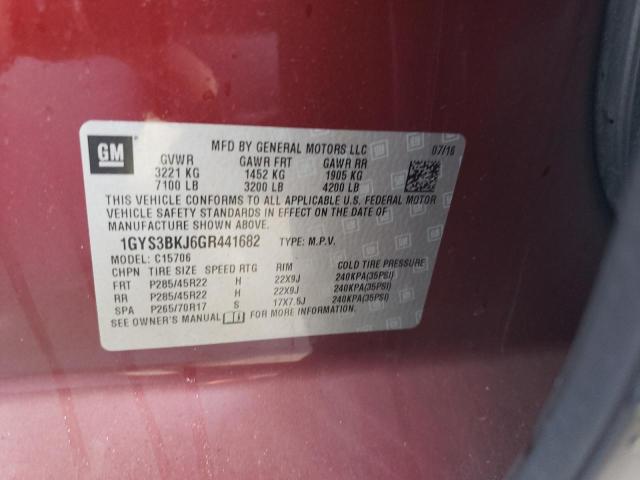 GM
MFD BY GENERAL MOTORS LLC 07/16
GVWR GAWR FRT GAWR RR
3221 KG 1452 KG 1905 KG
7100 LB 3200 LB 4200 LB
THIS VEHICLE CONFORMS TO ALL APPLICABLE U.S. FEDERAL MOTOR
VEHICLE SAFETY STANDARDS IN EFFECT ON THE DATE OF
MANUFACTURE SHOWN ABOVE.
1GYS3BKJ6GR441682 TYPE: M.P.V.
MODEL: C15706
CHPN TIRE SIZE SPEED RTG RIM COLD TIRE PRESSURE
FRT P285/45R22 H 22X9J 240KPA(35PSI)
RR P285/45R22 H 22X9J 240KPA(35PSI)
SPA P265/70R17 S 17X7.5J 240KPA(35PSI)
SEE OWNER'S MANUAL FOR MORE INFORMATION.